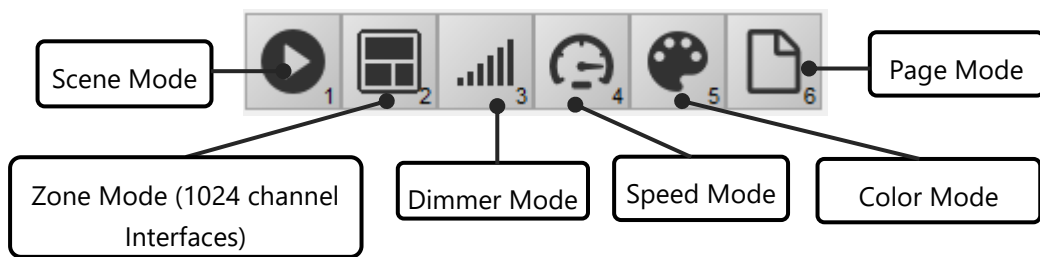 1 2 3 4 5 6
Scene Mode
Page Mode
Zone Mode (1024 channel
Interfaces)
Dimmer Mode
Speed Mode
Color Mode